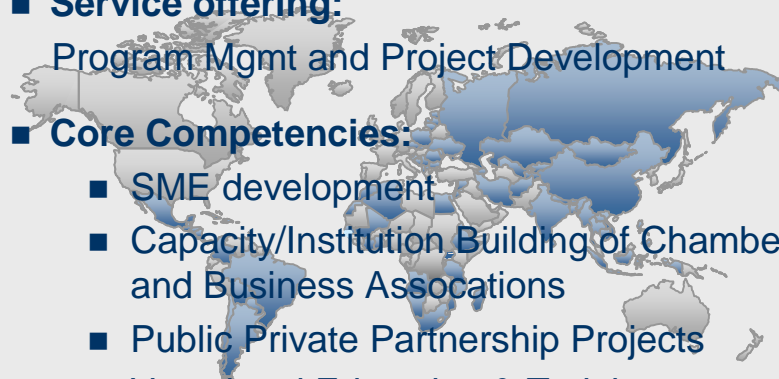 ■ Service offering:
Program Mgmt and Project Development
■ Core Competencies:
■ SME development
■ Capacity/Institution Building of Chambe
and Business Assocations
■ Public Private Partnership Projects